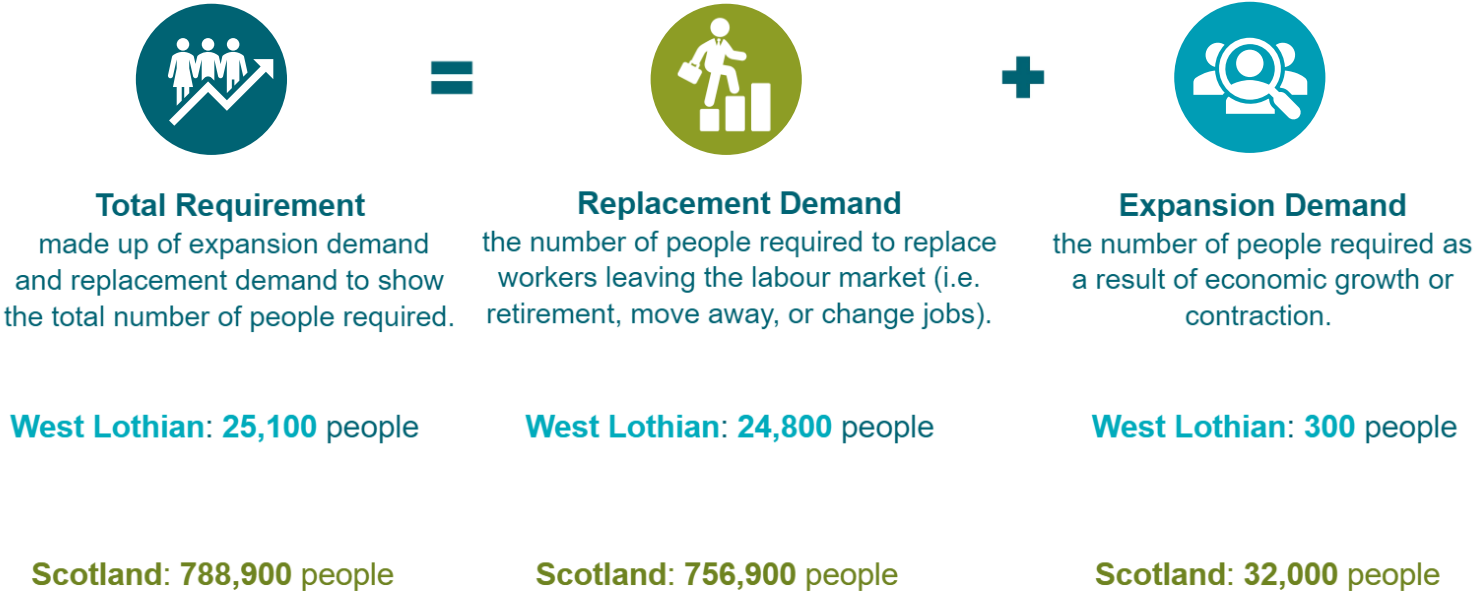 =
+
Total Requirement
made up of expansion demand
and replacement demand to show
the total number of people required.
Replacement Demand
the number of people required to replace
workers leaving the labour market (i.e.
retirement, move away, or change jobs).
Expansion Demand
the number of people required as
a result of economic growth or
contraction.
West Lothian: 25,100 people
West Lothian: 24,800 people
West Lothian: 300 people
Scotland: 788,900 people
Scotland: 756,900 people
Scotland: 32,000 people